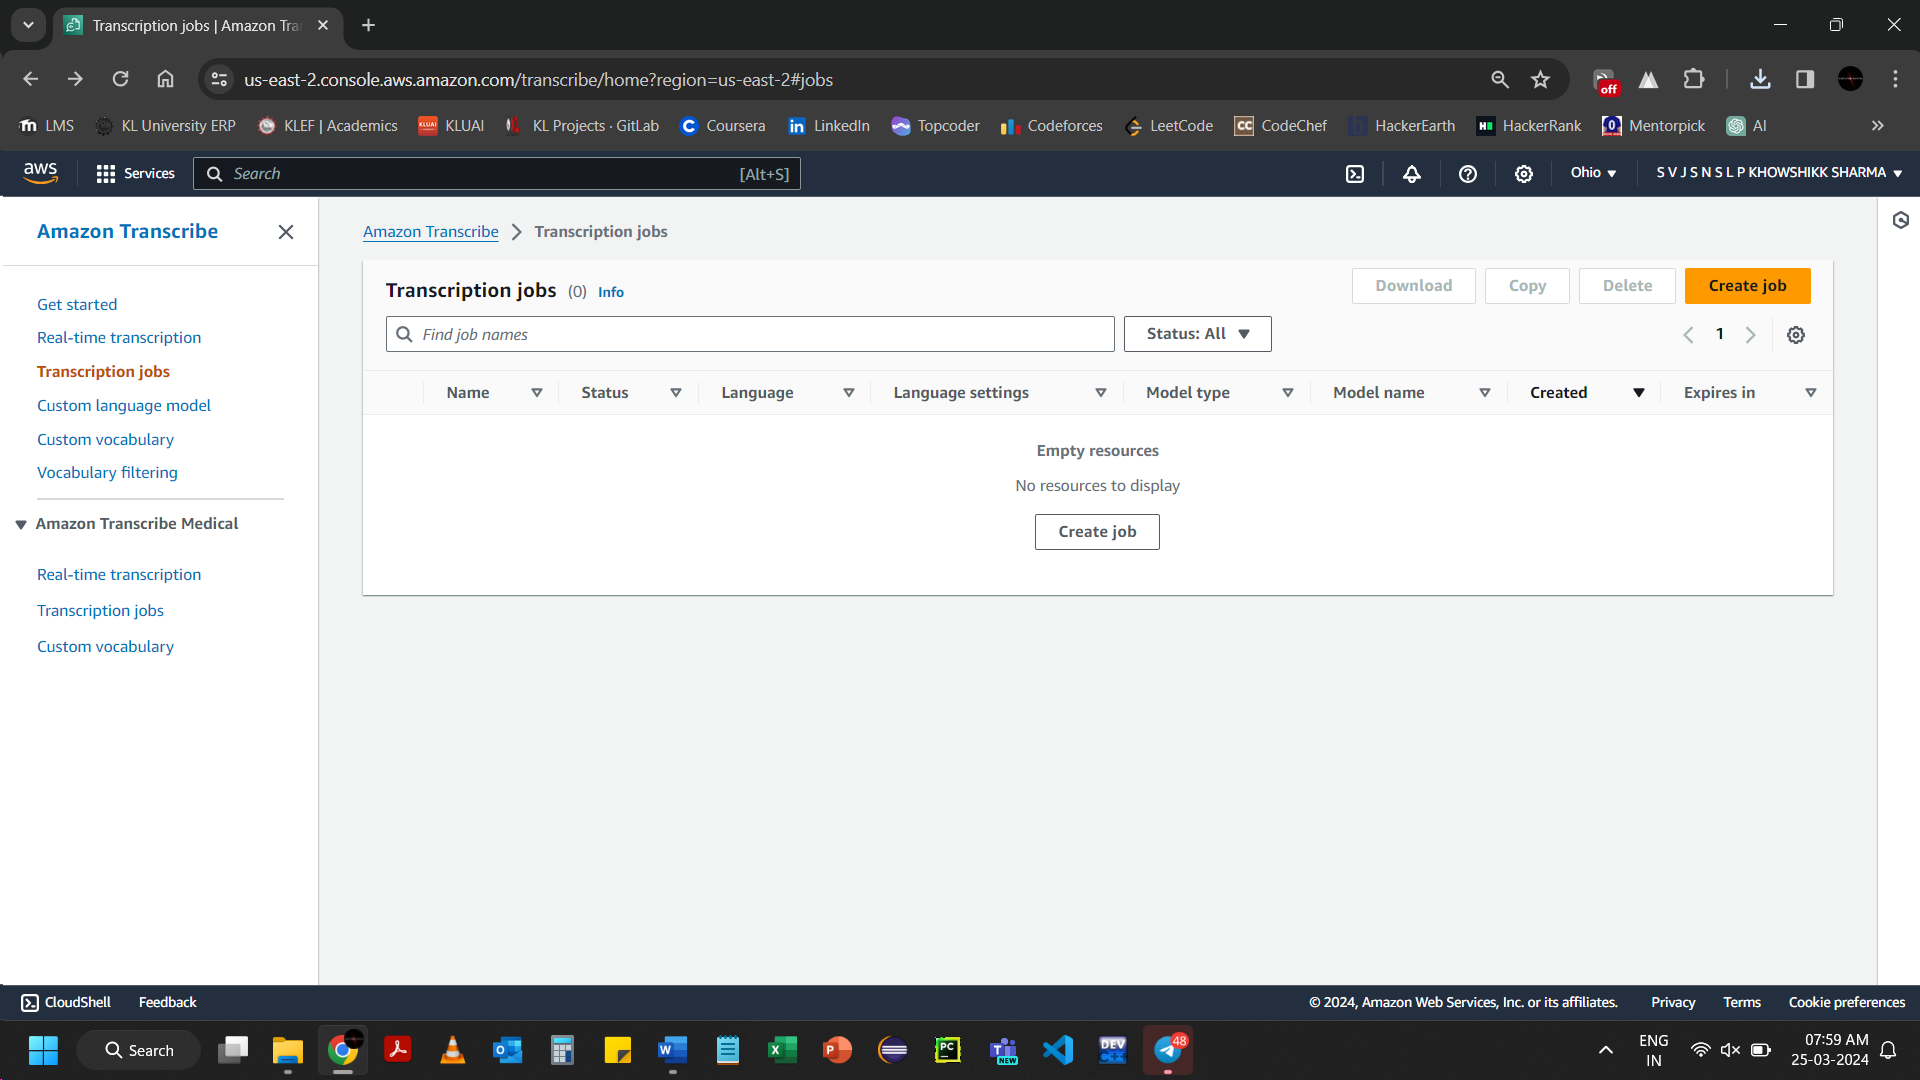 Transcription jobs | Amazon Tra
us-east-2.console.aws.amazon.com/transcribe/home?region=us-east-2#jobs
off
LMS KL University ERP KLEF | Academics KLUAI KL Projects · GitLab Coursera LinkedIn Topcoder Codeforces LeetCode CodeChef HackerEarth HackerRank Mentorpick AI
aws Services Search [Alt+S] Ohio S V J S N S L P KHOWSHIKK SHARMA
Amazon Transcribe
Get started
Real-time transcription
Transcription jobs
Custom language model
Custom vocabulary
Vocabulary filtering
Amazon Transcribe Medical
Real-time transcription
Transcription jobs
Custom vocabulary
Amazon Transcribe Transcription jobs
Transcription jobs (0) Info
Download Copy Delete Create job
Find job names Status: All 1
Name Status Language Language settings Model type Model name Created Expires in
Empty resources
No resources to display
Create job
CloudShell Feedback © 2024, Amazon Web Services, Inc. or its affiliates. Privacy Terms Cookie preferences
Search
NEW
48
ENG
IN
07:59 AM
25-03-2024